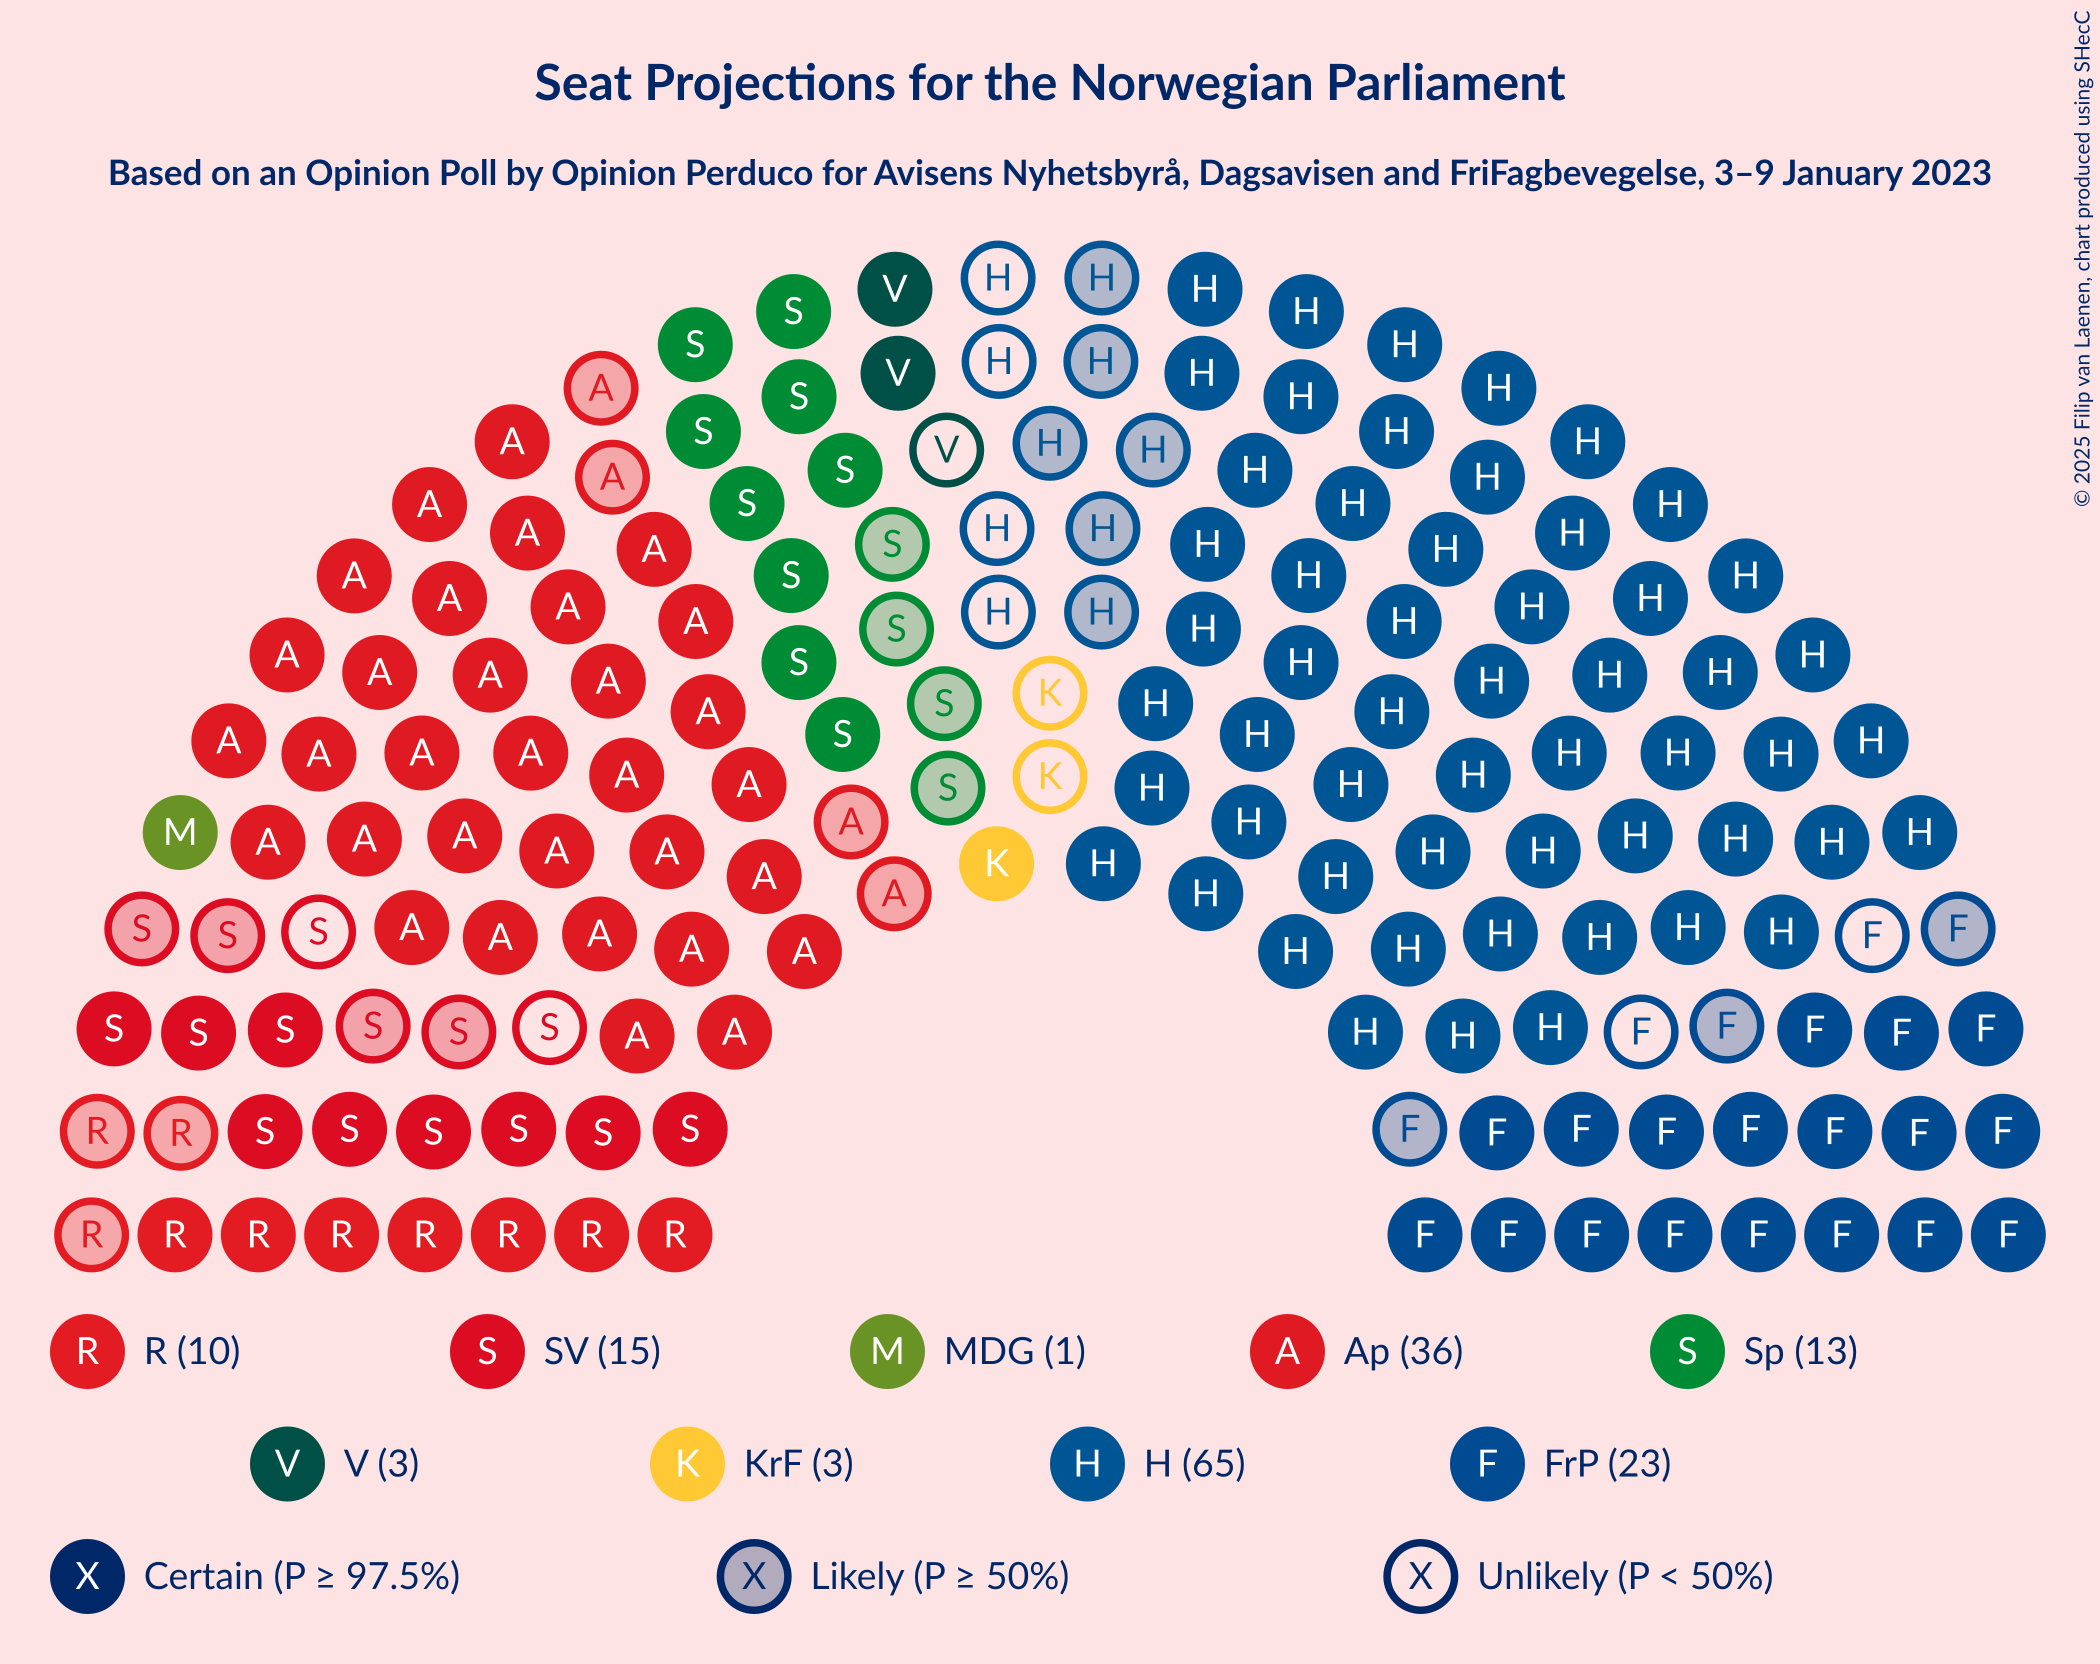 Seat Projections for the Norwegian Parliament
Based on an Opinion Poll by Opinion Perduco for Avisens Nyhetsbyrå, Dagsavisen and FriFagbevegelse, 3–9 January 2023
© 2025 Filip van Laenen, chart produced using SHecC
V H H H
S S H H
V H H H
S H
A S H H
S H
A V H H H
S H
A S H
A H
A S H
A H
A S H H
A H
A S H
A H
A S H
A H
A H H
A S H
A K H
A S H
A H
A S H
A H
A K H
A S H
M A A H H
A A A A H H H H
A A A K H H H H
A A H
S S S A A A A A H H H H H H F F
S S S S S S A A H H H F F F F F
R R S S S S S S F F F F F F F F
R R R R R R R R F F F F F F F F
R R (10) S SV (15) M MDG (1) A Ap (36) S Sp (13)
V V (3) K KrF (3) H H (65) F FrP (23)
X Certain (P ≥ 97.5%) X Likely (P ≥ 50%) X Unlikely (P < 50%)